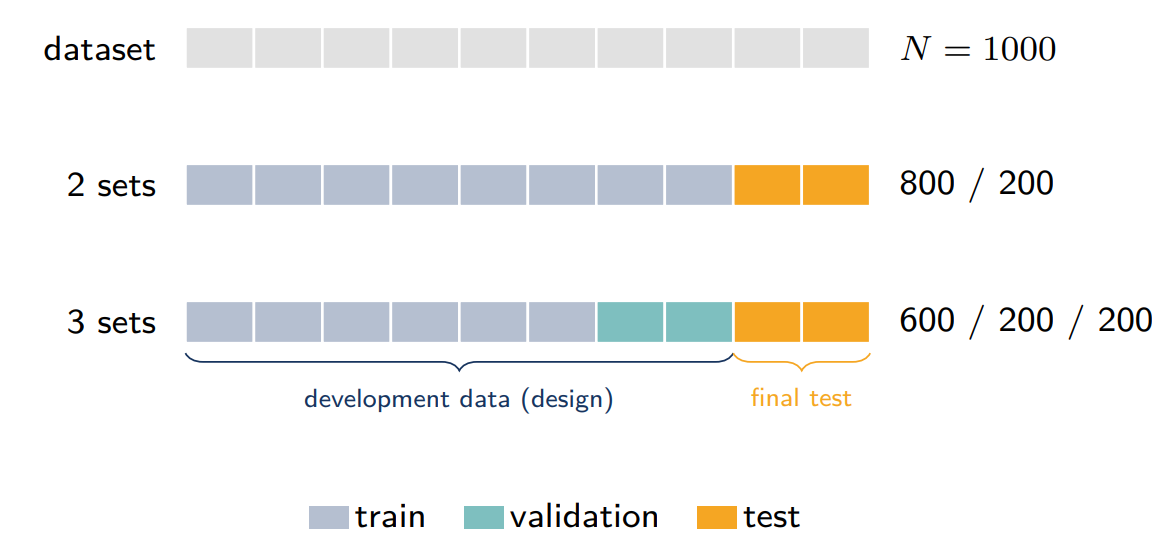 dataset N = 1000
2 sets 800 / 200
3 sets 600 / 200 / 200
development data (design) final test
train validation test